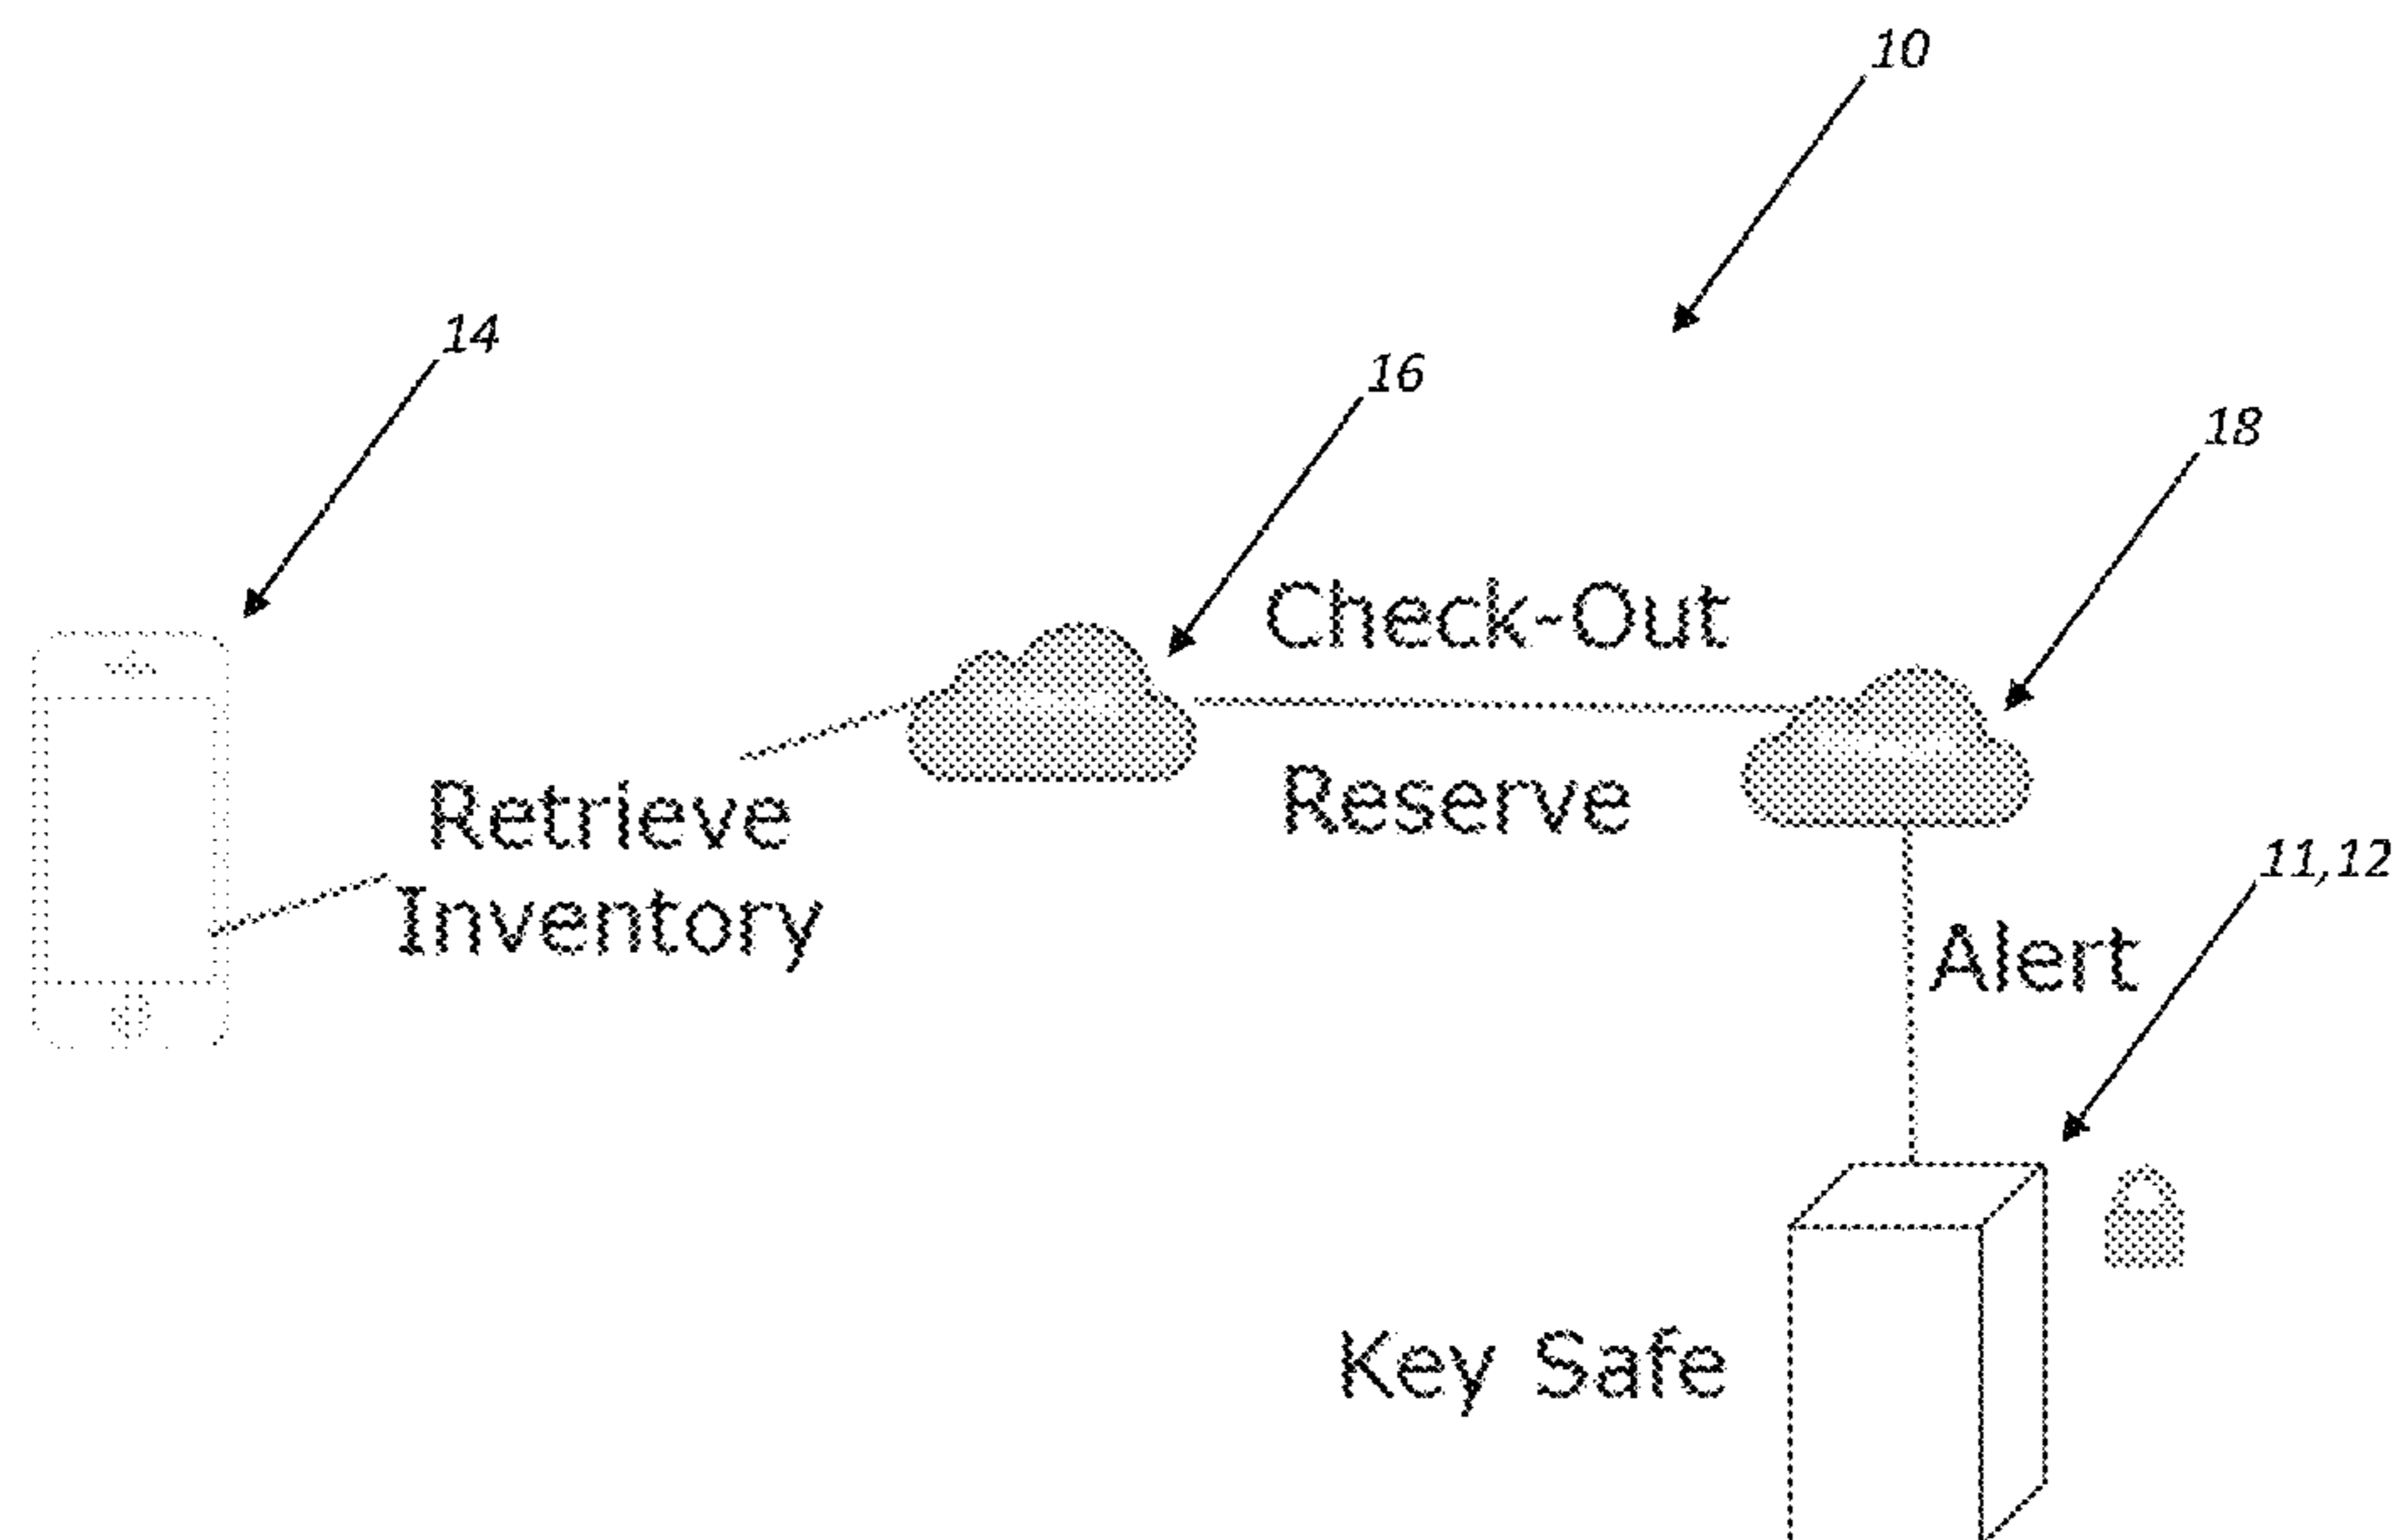 10
14
16
18
Check-Out
Retrieve
Inventory
Reserve
11,12
Alert
Key Safe